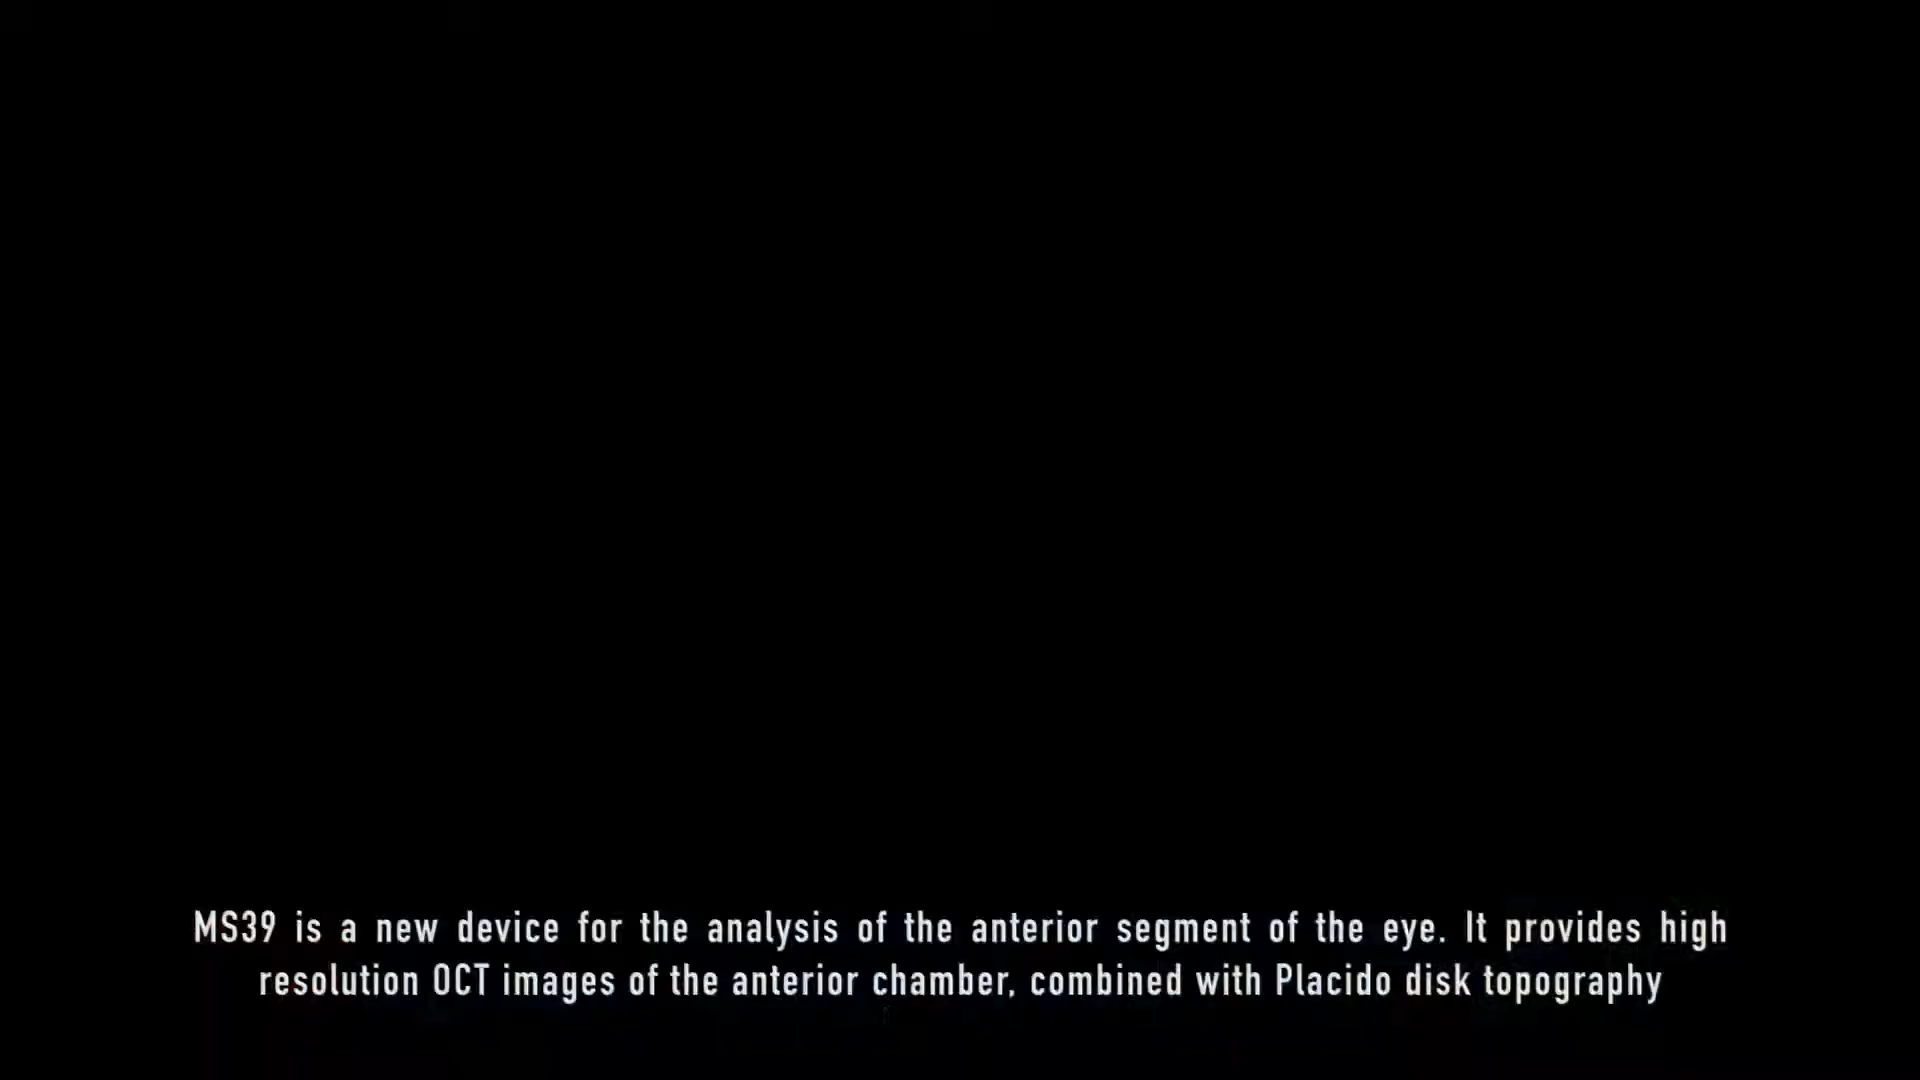 MS39 is a new device for the analysis of the anterior segment of the eye. It provides high
resolution OCT images of the anterior chamber, combined with Placido disk topography